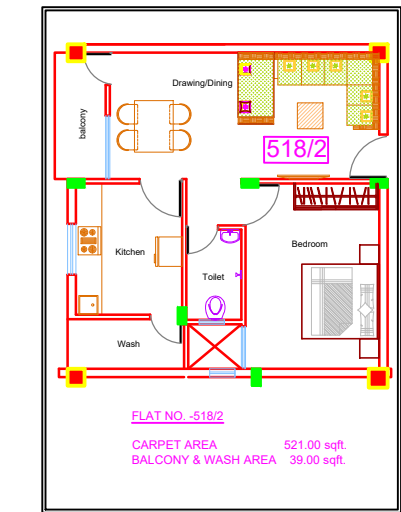 Drawing/Dining
balcony
518/2
Kitchen
Bedroom
Toilet
Wash
FLAT NO. -518/2
CARPET AREA 521.00 sqft.
BALCONY & WASH AREA 39.00 sqft.